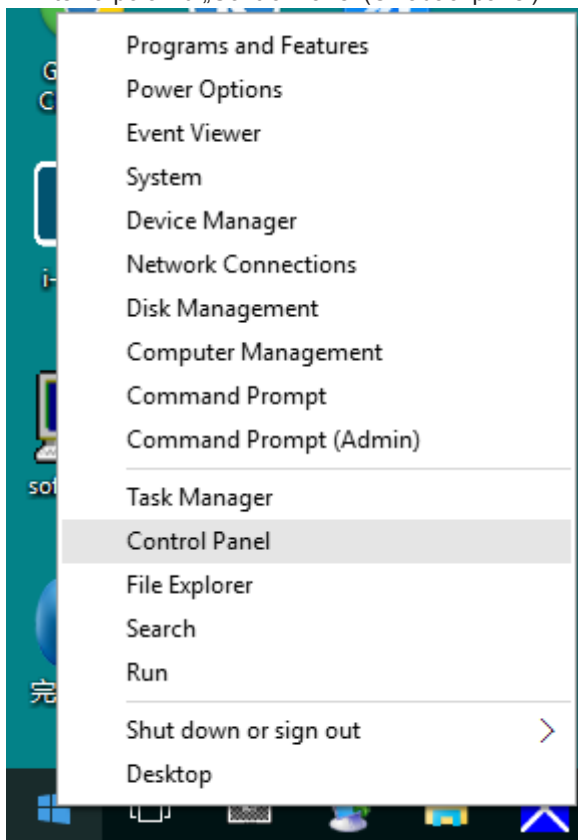 Programs and Features
Power Options
Event Viewer
System
Device Manager
Network Connections
Disk Management
Computer Management
Command Prompt
Command Prompt (Admin)
Task Manager
Control Panel
File Explorer
Search
Run
Shut down or sign out
Desktop